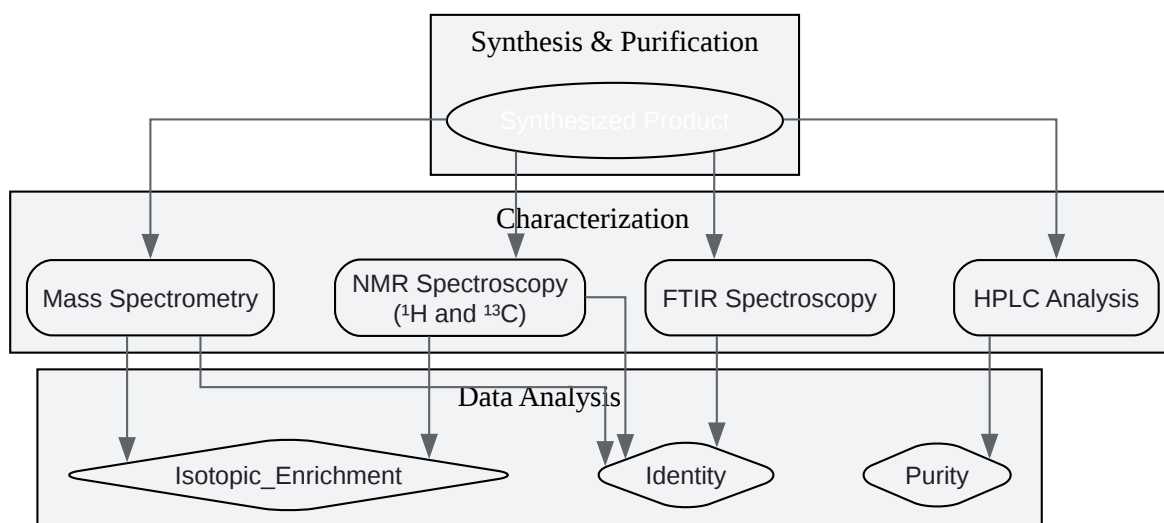 Synthesis & Purification
Synthesized Product
Characterization
Mass Spectrometry
NMR Spectroscopy
(¹H and ¹³C)
FTIR Spectroscopy
HPLC Analysis
Data Analysis
Isotopic_Enrichment
Identity
Purity